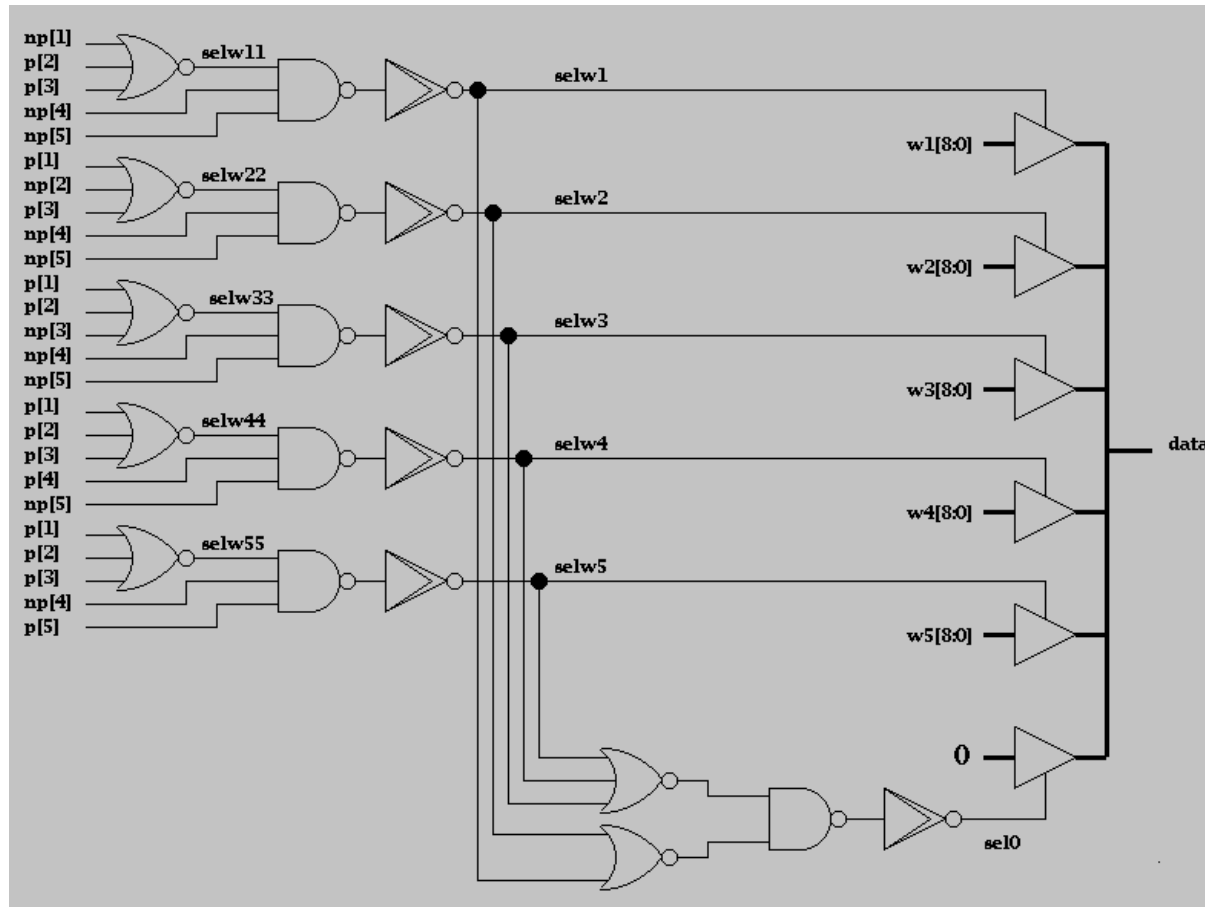 np[1]
p[2]
p[3]
np[4]
np[5]
selw11
selw1
w1[8:0]
p[1]
np[2]
p[3]
np[4]
np[5]
selw22
selw2
w2[8:0]
p[1]
p[2]
np[3]
np[4]
np[5]
selw33
selw3
w3[8:0]
p[1]
p[2]
p[3]
p[4]
np[5]
selw44
selw4
w4[8:0]
data
p[1]
p[2]
p[3]
np[4]
p[5]
selw55
selw5
w5[8:0]
0
sel0